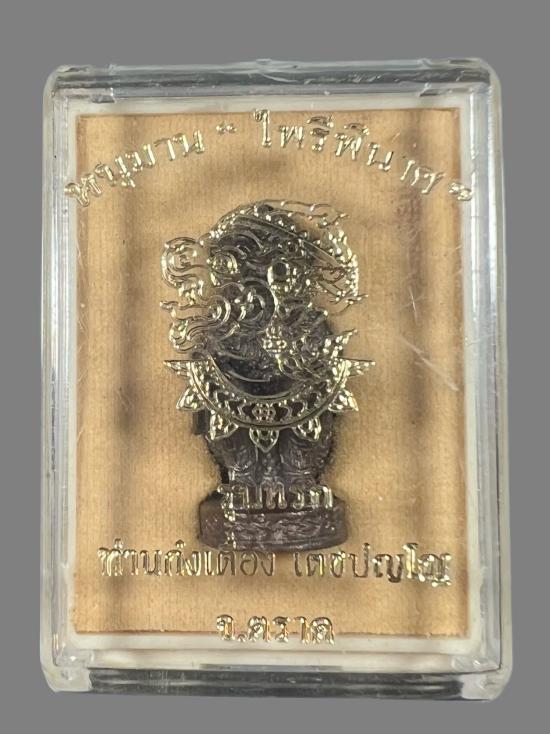 หนุมาน " ไพรีพินาศ "
รุ่นแรก
ท่านก๋งเตือง เตชปญฺโญ
จ.ตราด